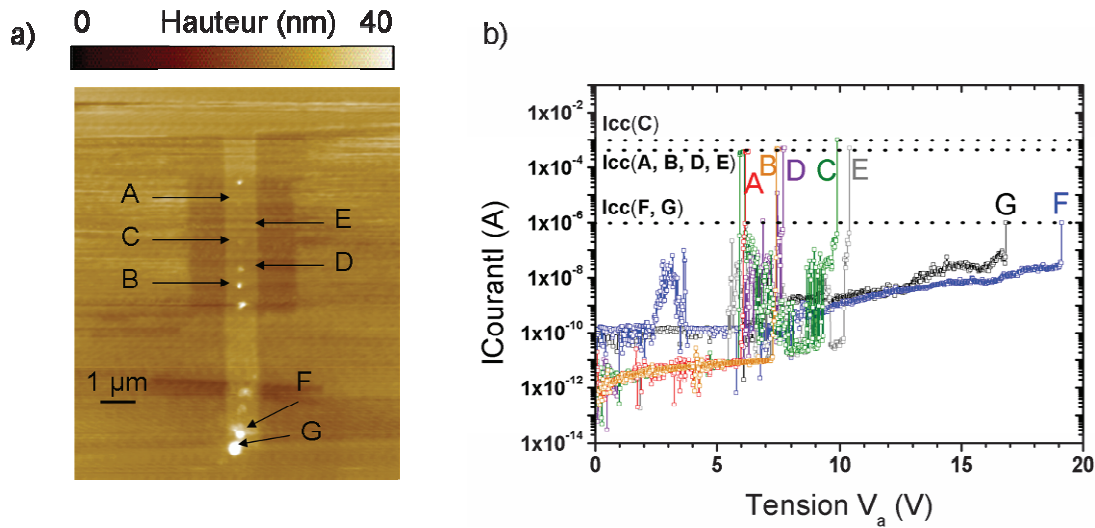 a)
0 Hauteur (nm) 40
A
E
C
D
B
F
1 µm
G
b)
ICourantI (A)
1x10⁻²
1x10⁻⁴
1x10⁻⁶
1x10⁻⁸
1x10⁻¹⁰
1x10⁻¹²
1x10⁻¹⁴
Icc(C)
Icc(A, B, D, E)
Icc(F, G)
A B D C E
G F
0 5 10 15 20
Tension Vₐ (V)